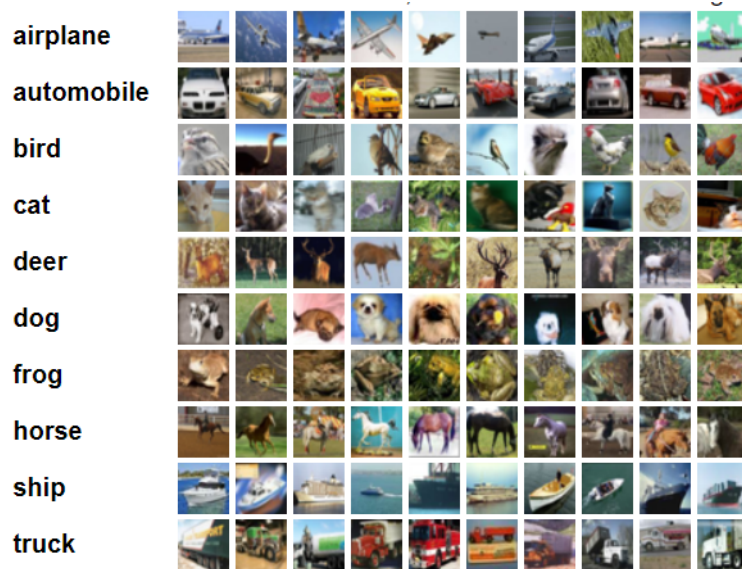 airplane
automobile
bird
cat
deer
dog
frog
horse
ship
truck